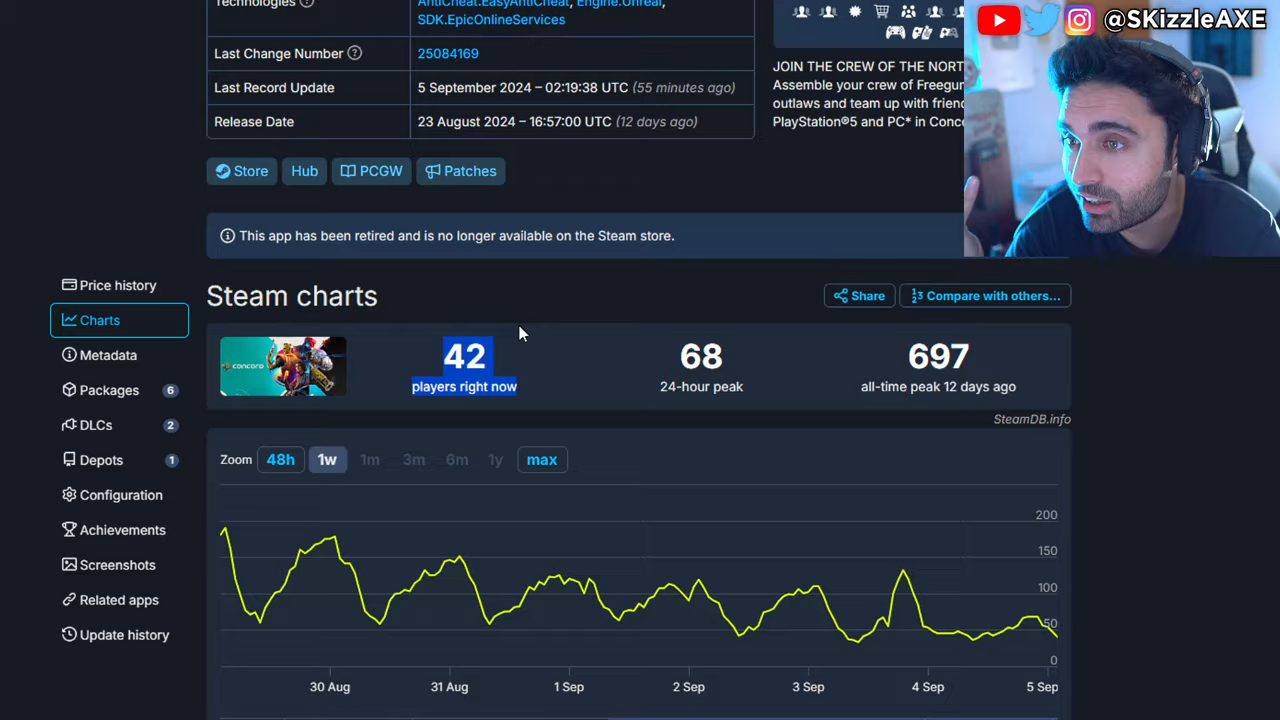 Technologies
AntiCheat.EasyAntiCheat, Engine.Unreal,
SDK.EpicOnlineServices
Last Change Number 25084169
Last Record Update 5 September 2024 – 02:19:38 UTC (55 minutes ago)
Release Date 23 August 2024 – 16:57:00 UTC (12 days ago)
@SKizzleAXE
JOIN THE CREW OF THE NORT
Assemble your crew of Freegun
outlaws and team up with friend
PlayStation®5 and PC* in Conco
Store Hub PCGW Patches
This app has been retired and is no longer available on the Steam store.
Price history
Charts
Metadata
Packages 6
DLCs 2
Depots 1
Configuration
Achievements
Screenshots
Related apps
Update history
Steam charts
Share Compare with others...
concord
42 68 697
players right now 24-hour peak all-time peak 12 days ago
SteamDB.info
Zoom 48h 1w 1m 3m 6m 1y max
200
150
100
50
0
30 Aug 31 Aug 1 Sep 2 Sep 3 Sep 4 Sep 5 Sep